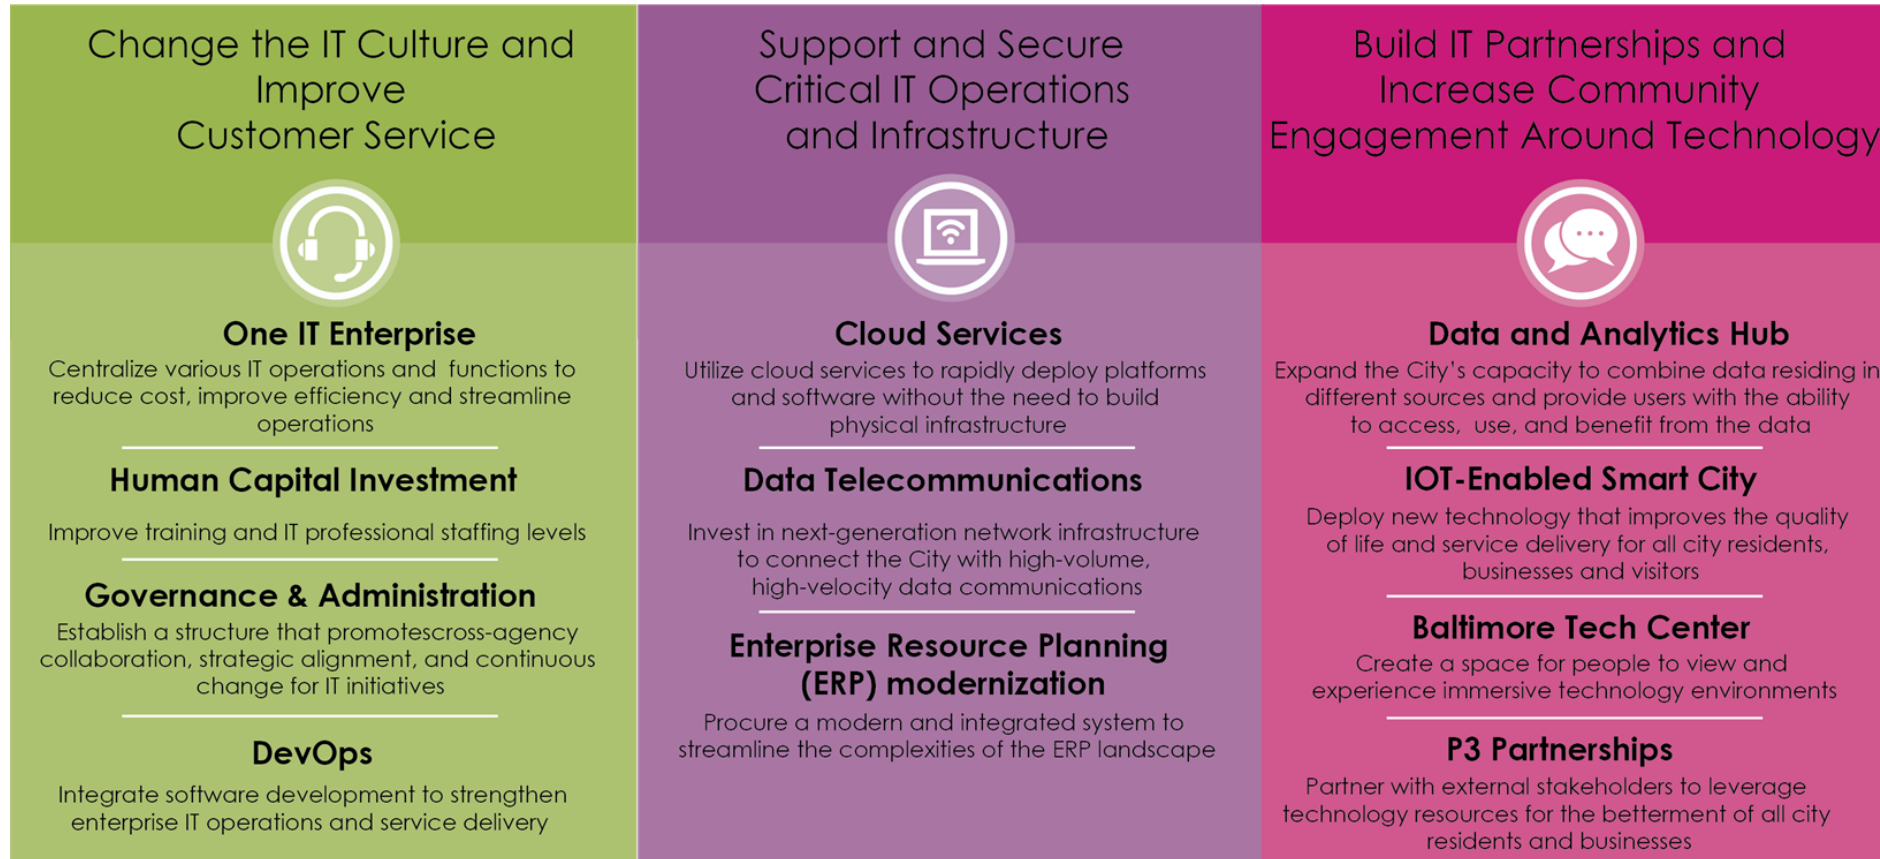 Change the IT Culture and
Improve
Customer Service
One IT Enterprise
Centralize various IT operations and functions to
reduce cost, improve efficiency and streamline
operations
Human Capital Investment
Improve training and IT professional staffing levels
Governance & Administration
Establish a structure that promotescross-agency
collaboration, strategic alignment, and continuous
change for IT initiatives
DevOps
Integrate software development to strengthen
enterprise IT operations and service delivery
Support and Secure
Critical IT Operations
and Infrastructure
Cloud Services
Utilize cloud services to rapidly deploy platforms
and software without the need to build
physical infrastructure
Data Telecommunications
Invest in next-generation network infrastructure
to connect the City with high-volume,
high-velocity data communications
Enterprise Resource Planning
(ERP) modernization
Procure a modern and integrated system to
streamline the complexities of the ERP landscape
Build IT Partnerships and
Increase Community
Engagement Around Technology
Data and Analytics Hub
Expand the City's capacity to combine data residing in
different sources and provide users with the ability
to access, use, and benefit from the data
IOT-Enabled Smart City
Deploy new technology that improves the quality
of life and service delivery for all city residents,
businesses and visitors
Baltimore Tech Center
Create a space for people to view and
experience immersive technology environments
P3 Partnerships
Partner with external stakeholders to leverage
technology resources for the betterment of all city
residents and businesses